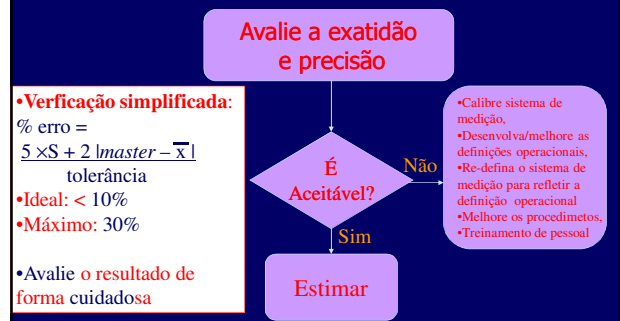 Avalie a exatidão
e precisão
•Verficação simplificada:
% erro =
5 ×S + 2 |master – x̅ |
tolerância
•Ideal: < 10%
•Máximo: 30%
•Avalie o resultado de
forma cuidadosa
É
Aceitável?
Não
Sim
Estimar
•Calibre sistema de
medição,
•Desenvolva/melhore as
definições operacionais,
•Re-defina o sistema de
medição para refletir a
definição operacional
•Melhore os procedimetos,
•Treinamento de pessoal